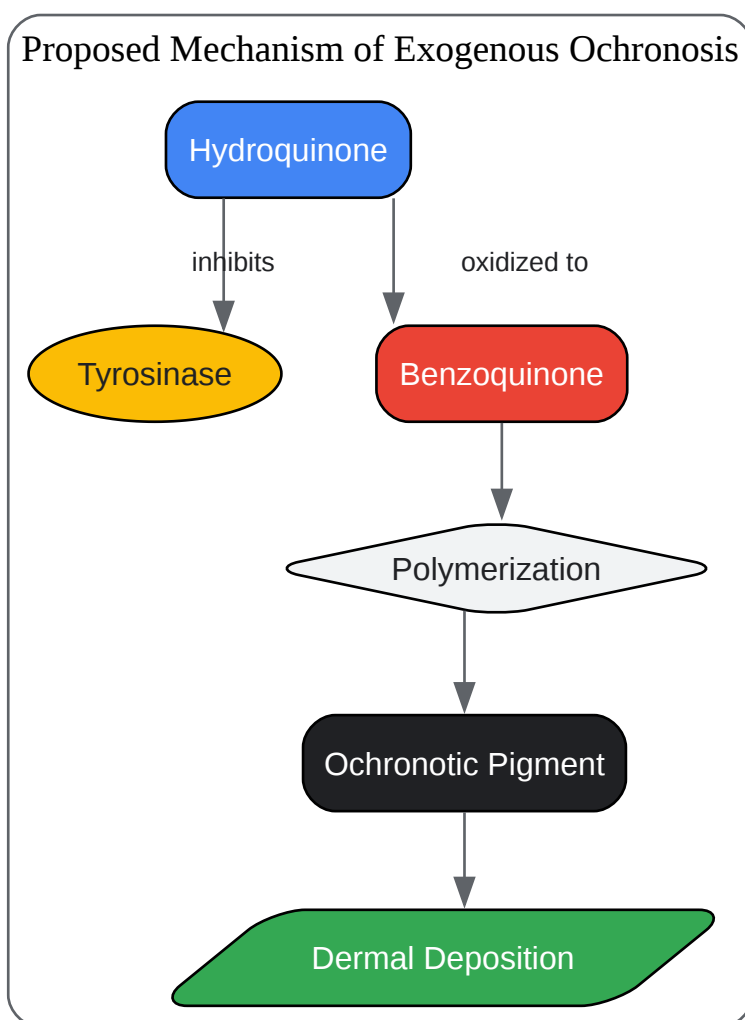 Proposed Mechanism of Exogenous Ochronosis
Hydroquinone
inhibits
oxidized to
Tyrosinase
Benzoquinone
Polymerization
Ochronotic Pigment
Dermal Deposition